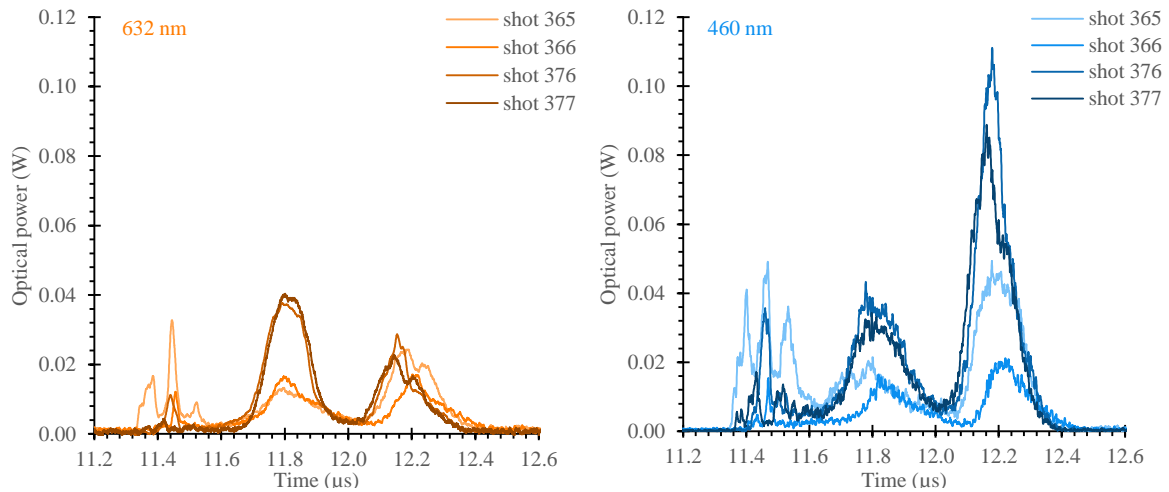 632 nm
shot 365
shot 366
shot 376
shot 377
0.12
0.10
0.08
0.06
0.04
0.02
0.00
Optical power (W)
11.2 11.4 11.6 11.8 12.0 12.2 12.4 12.6
Time (µs)
460 nm
shot 365
shot 366
shot 376
shot 377
0.12
0.10
0.08
0.06
0.04
0.02
0.00
Optical power (W)
11.2 11.4 11.6 11.8 12.0 12.2 12.4 12.6
Time (µs)